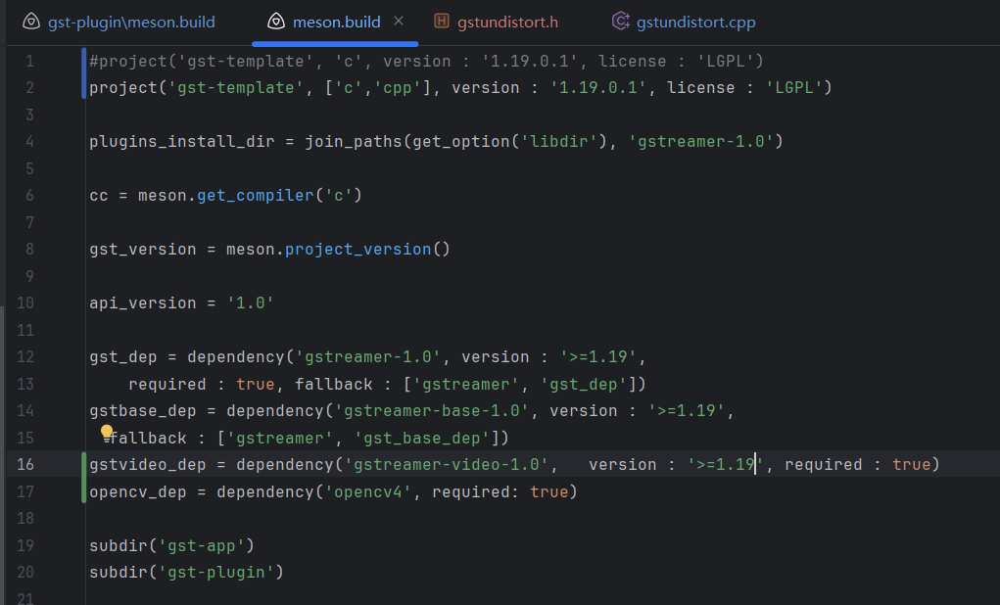 gst-plugin\meson.build meson.build × gstundistort.h gstundistort.cpp
1 #project('gst-template', 'c', version : '1.19.0.1', license : 'LGPL')
2 project('gst-template', ['c','cpp'], version : '1.19.0.1', license : 'LGPL')
3
4 plugins_install_dir = join_paths(get_option('libdir'), 'gstreamer-1.0')
5
6 cc = meson.get_compiler('c')
7
8 gst_version = meson.project_version()
9
10 api_version = '1.0'
11
12 gst_dep = dependency('gstreamer-1.0', version : '>=1.19',
13     required : true, fallback : ['gstreamer', 'gst_dep'])
14 gstbase_dep = dependency('gstreamer-base-1.0', version : '>=1.19',
15   fallback : ['gstreamer', 'gst_base_dep'])
16 gstvideo_dep = dependency('gstreamer-video-1.0',   version : '>=1.19', required : true)
17 opencv_dep = dependency('opencv4', required: true)
18
19 subdir('gst-app')
20 subdir('gst-plugin')
21